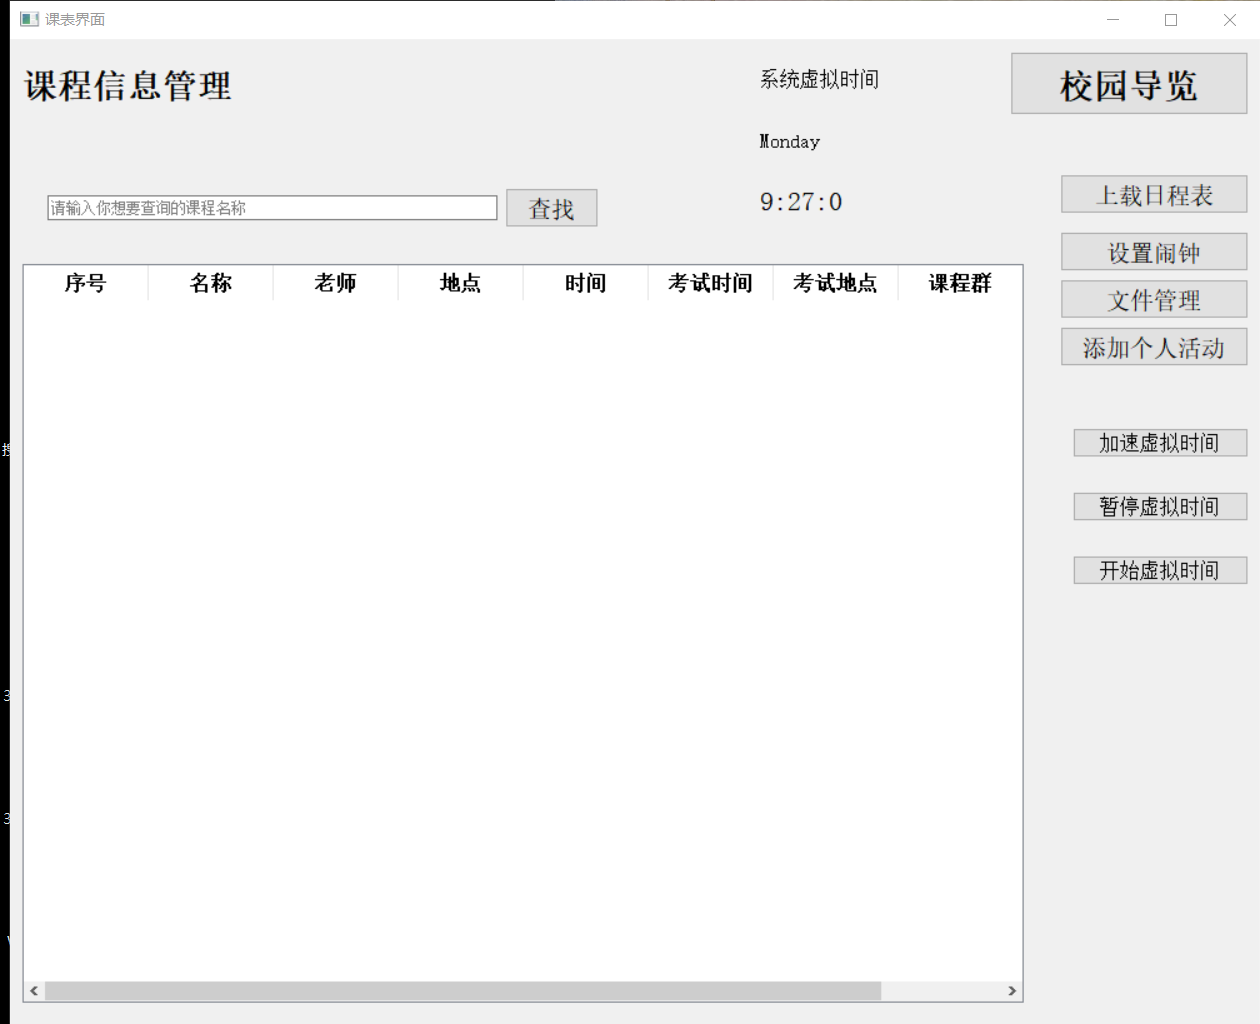 课表界面
课程信息管理
系统虚拟时间
校园导览
Monday
9:27:0
请输入你想要查询的课程名称
查找
上载日程表
设置闹钟
文件管理
添加个人活动
序号 名称 老师 地点 时间 考试时间 考试地点 课程群
加速虚拟时间
暂停虚拟时间
开始虚拟时间
3
3